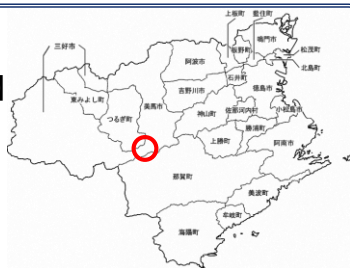 上板町
藍住町
三好市
鳴門市
阿波市
板野町
松茂町
北島町
石井町
東みよし町
美馬市
吉野川市
徳島市
つるぎ町
神山町
佐那河内村
小松島市
勝浦町
上勝町
阿南市
那賀町
美波町
牟岐町
海陽町